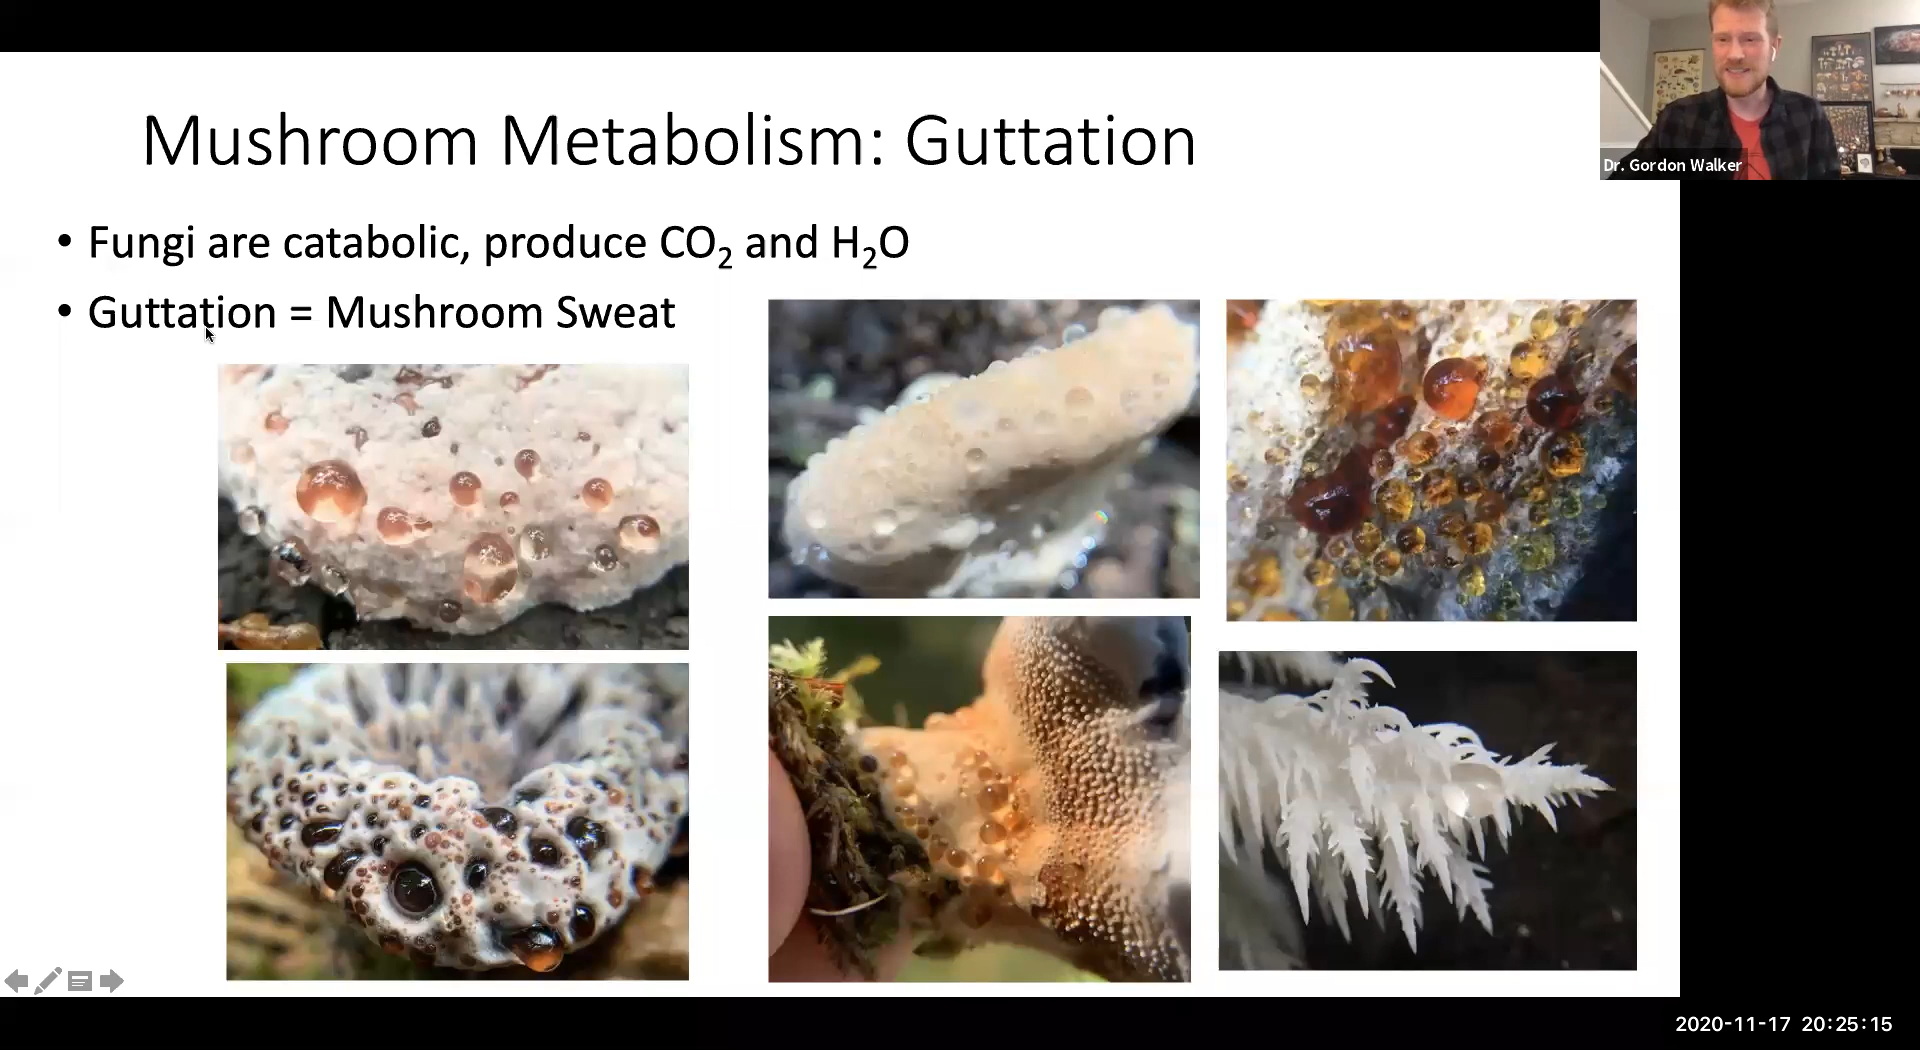 Mushroom Metabolism: Guttation
• Fungi are catabolic, produce CO₂ and H₂O
• Guttation = Mushroom Sweat
Dr. Gordon Walker
2020-11-17 20:25:15